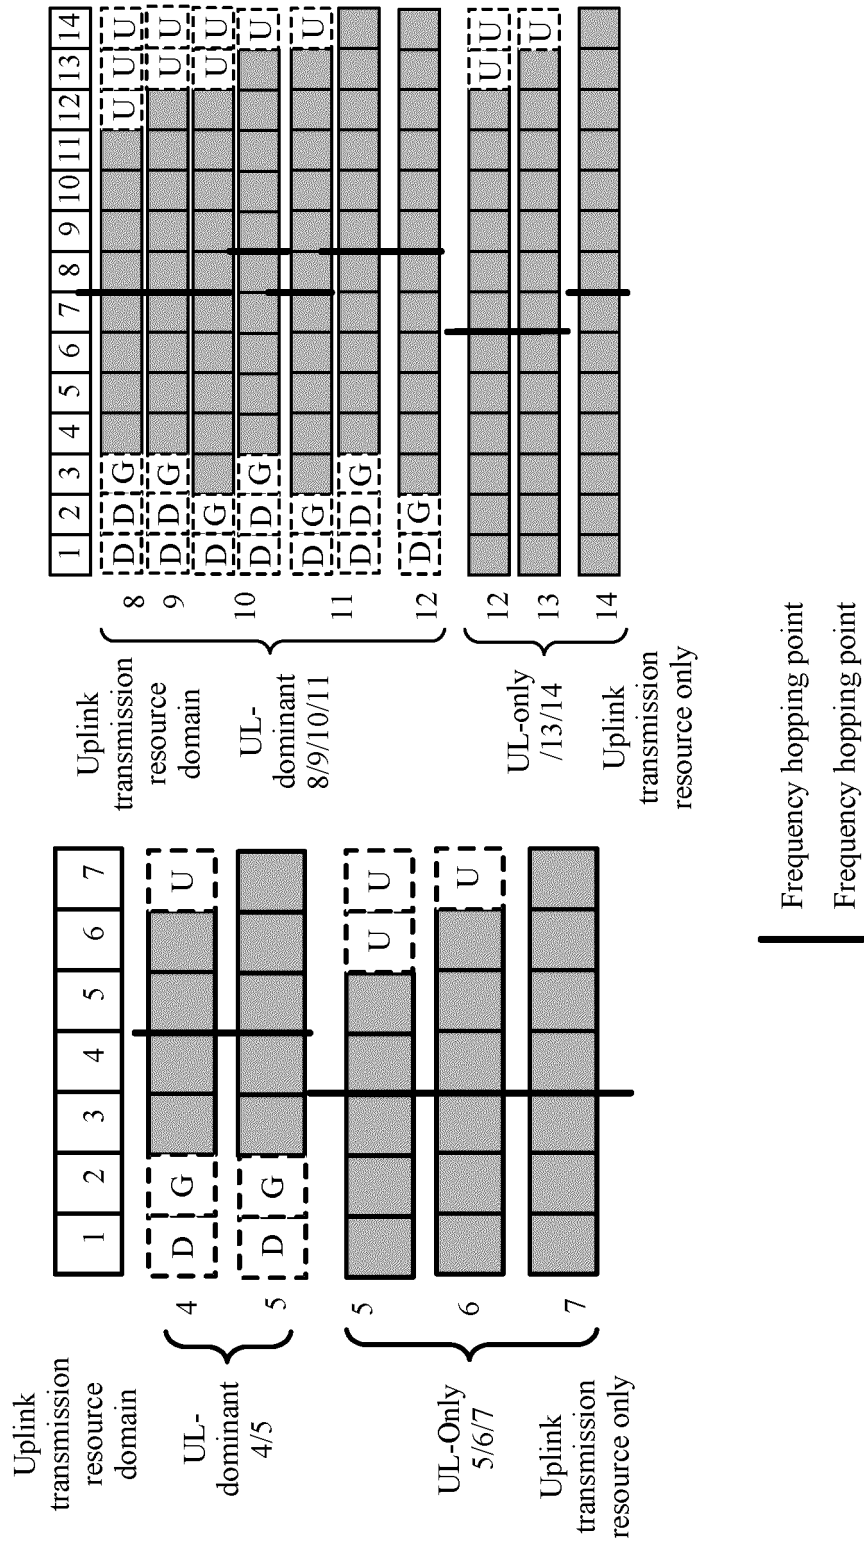 Uplink
transmission
resource
domain
1 2 3 4 5 6 7
UL-
dominant
4/5
4 D G U
5 D G
UL-Only
5/6/7
5 U U
6 U
7
Uplink
transmission
resource only
Uplink
transmission
resource
domain
1 2 3 4 5 6 7 8 9 10 11 12 13 14
UL-
dominant
8/9/10/11
8 D D G U U U
9 D D G U U
10
D G U U
D D G U
11
D G U
D D G
12 D G
UL-only
/13/14
12 U U
13 U
14
Uplink
transmission
resource only
Frequency hopping point
Frequency hopping point